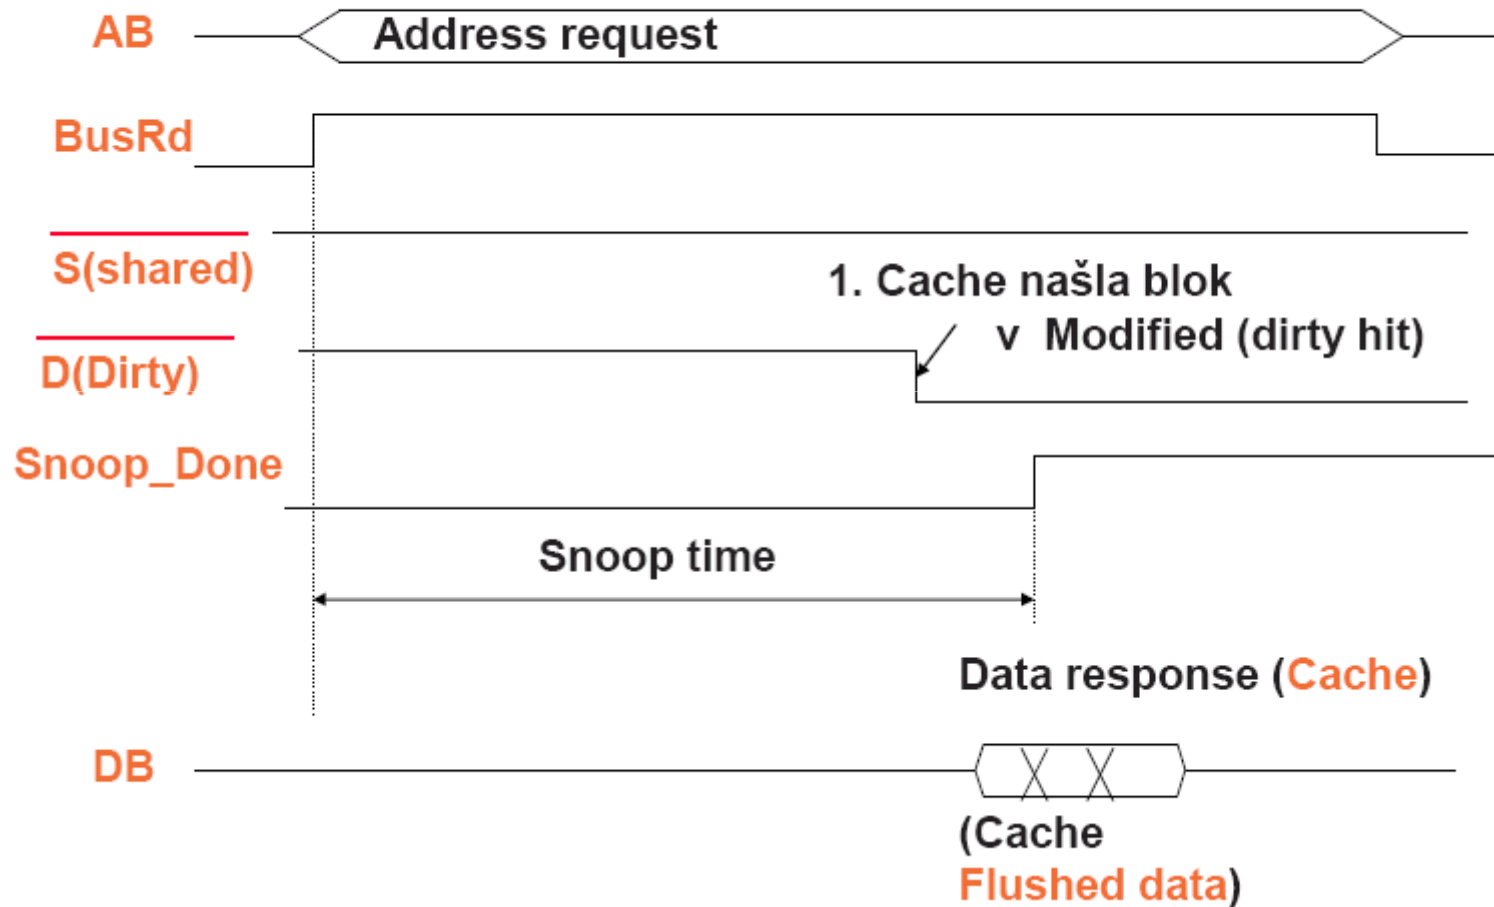 AB
Address request
BusRd
S(shared)
1. Cache našla blok
v Modified (dirty hit)
D(Dirty)
Snoop_Done
Snoop time
Data response (Cache)
DB
(Cache
Flushed data)